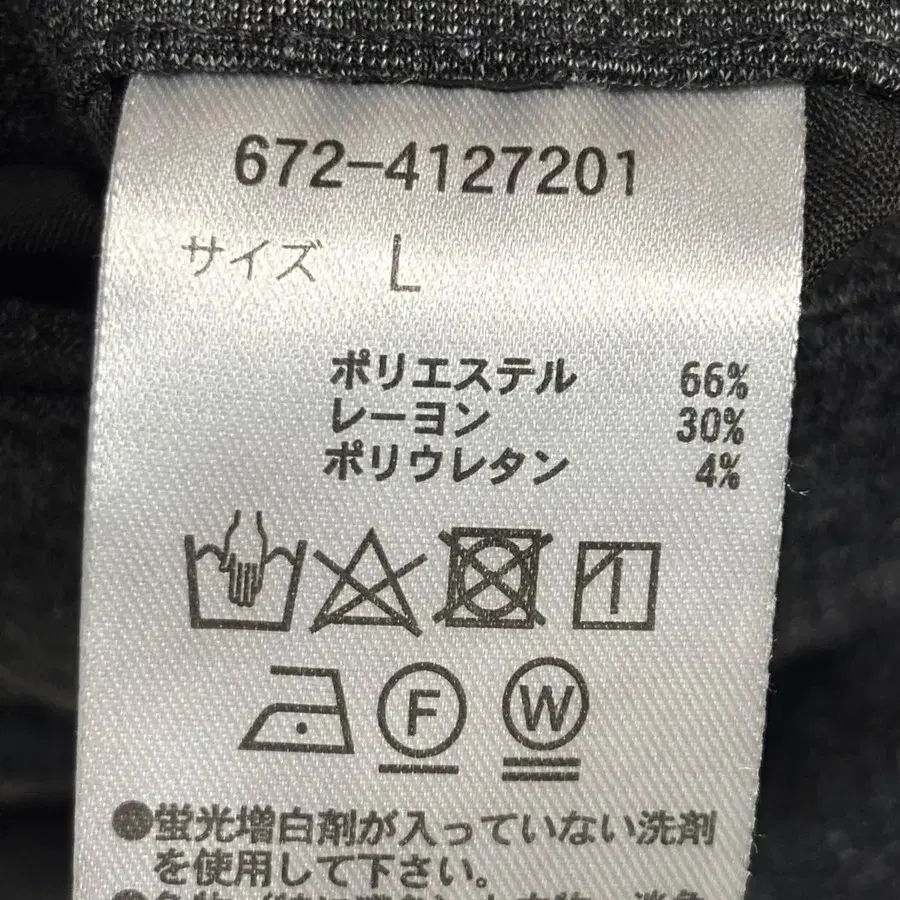 672-4127201
サイズ L
ポリエステル 66%
レーヨン 30%
ポリウレタン 4%
F W
●蛍光増白剤が入っていない洗剤
を使用して下さい。